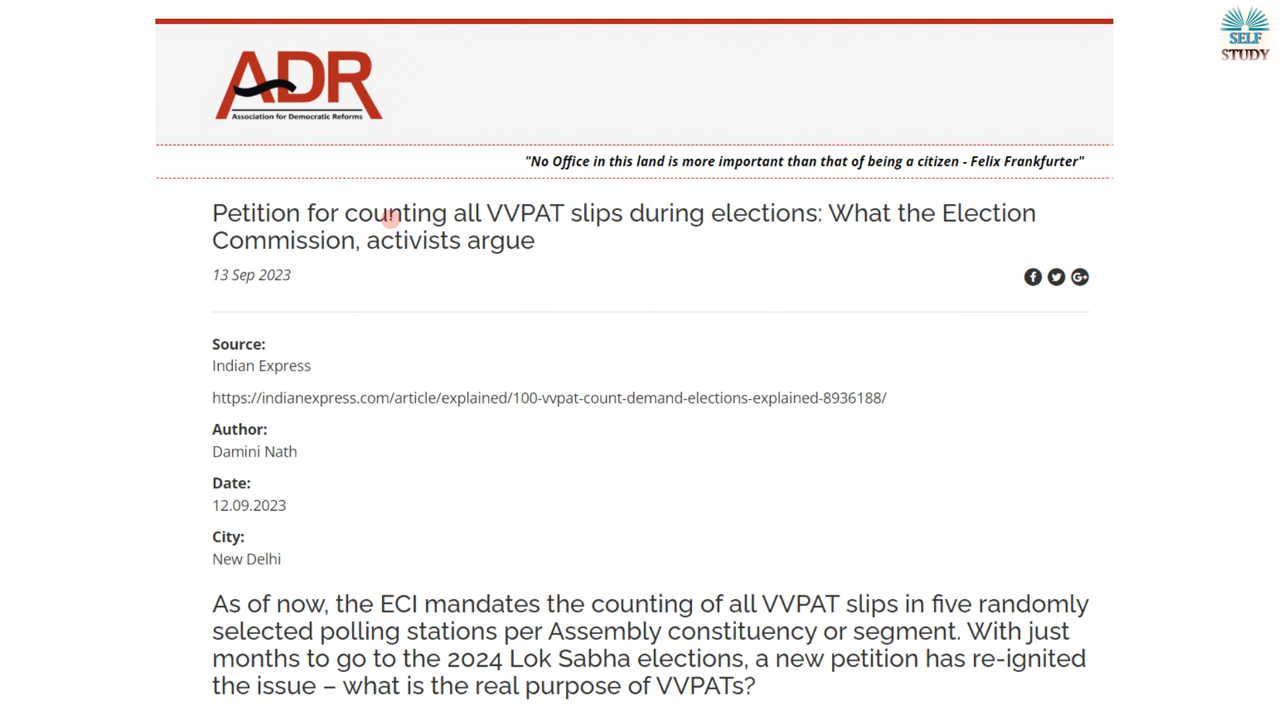 SELF
STUDY
ADR
Association for Democratic Reforms
"No Office in this land is more important than that of being a citizen - Felix Frankfurter"
Petition for counting all VVPAT slips during elections: What the Election
Commission, activists argue
13 Sep 2023
Source:
Indian Express
https://indianexpress.com/article/explained/100-vvpat-count-demand-elections-explained-8936188/
Author:
Damini Nath
Date:
12.09.2023
City:
New Delhi
As of now, the ECI mandates the counting of all VVPAT slips in five randomly
selected polling stations per Assembly constituency or segment. With just
months to go to the 2024 Lok Sabha elections, a new petition has re-ignited
the issue – what is the real purpose of VVPATs?